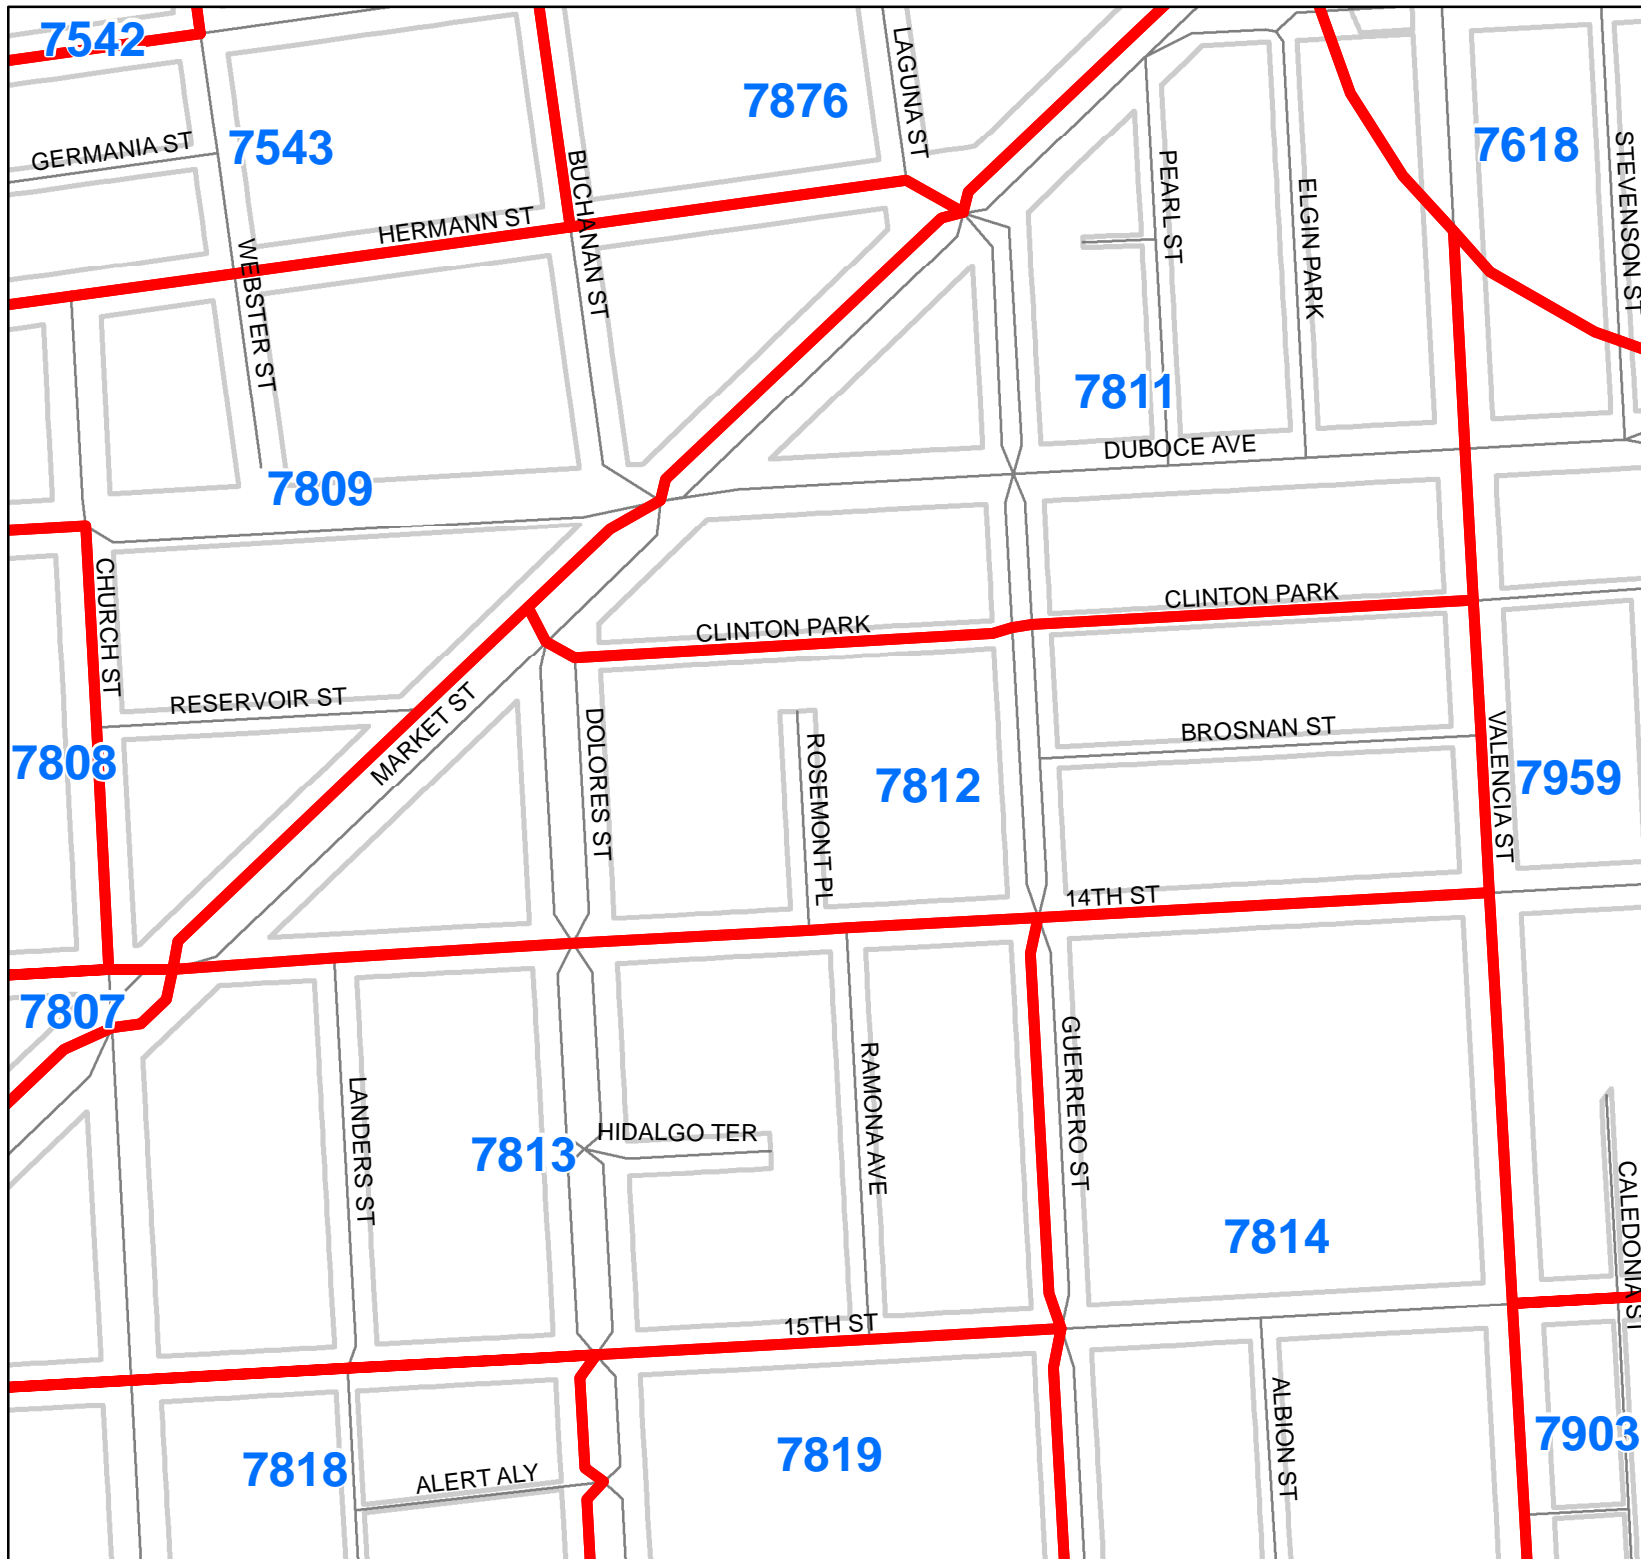 7542
LAGUNA ST
7876
GERMANIA ST
7543
BUCHANAN ST
PEARL ST
ELGIN PARK
7618
STEVENSON ST
HERMANN ST
WEBSTER ST
7811
DUBOCE AVE
7809
CHURCH ST
CLINTON PARK
CLINTON PARK
RESERVOIR ST
MARKET ST
DOLORES ST
ROSEMONT PL
BROSNAN ST
VALENCIA ST
7808
7812
7959
14TH ST
7807
GUERRERO ST
RAMONA AVE
LANDERS ST
7813
HIDALGO TER
CALEDONIA ST
7814
15TH ST
ALBION ST
7903
7818
7819
ALERT ALY